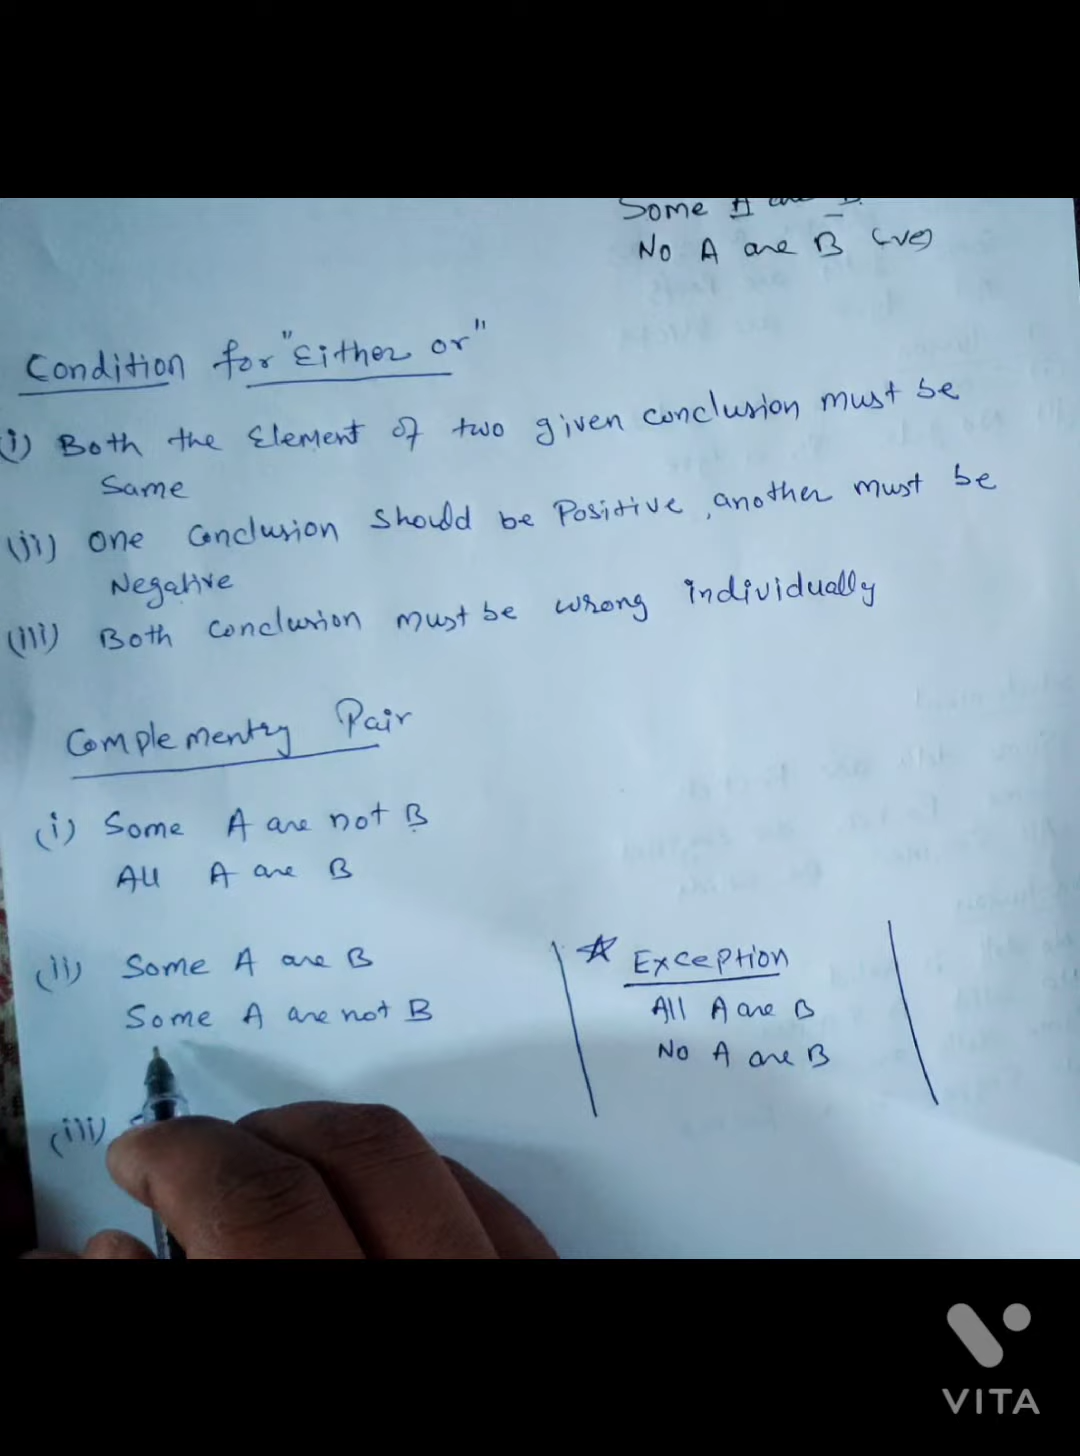 Some A are B
No A are B (-ve)
Condition for "Either or"
(i) Both the Element of two given conclusion must be
Same
(ii) One Conclusion should be Positive, another must be
Negative
(iii) Both Conclusion must be wrong individually
Complementry Pair
(i) Some A are not B
All A are B
(ii) Some A are B
Some A are not B
☆ Exception
All A are B
No A are B
(iii)
VITA